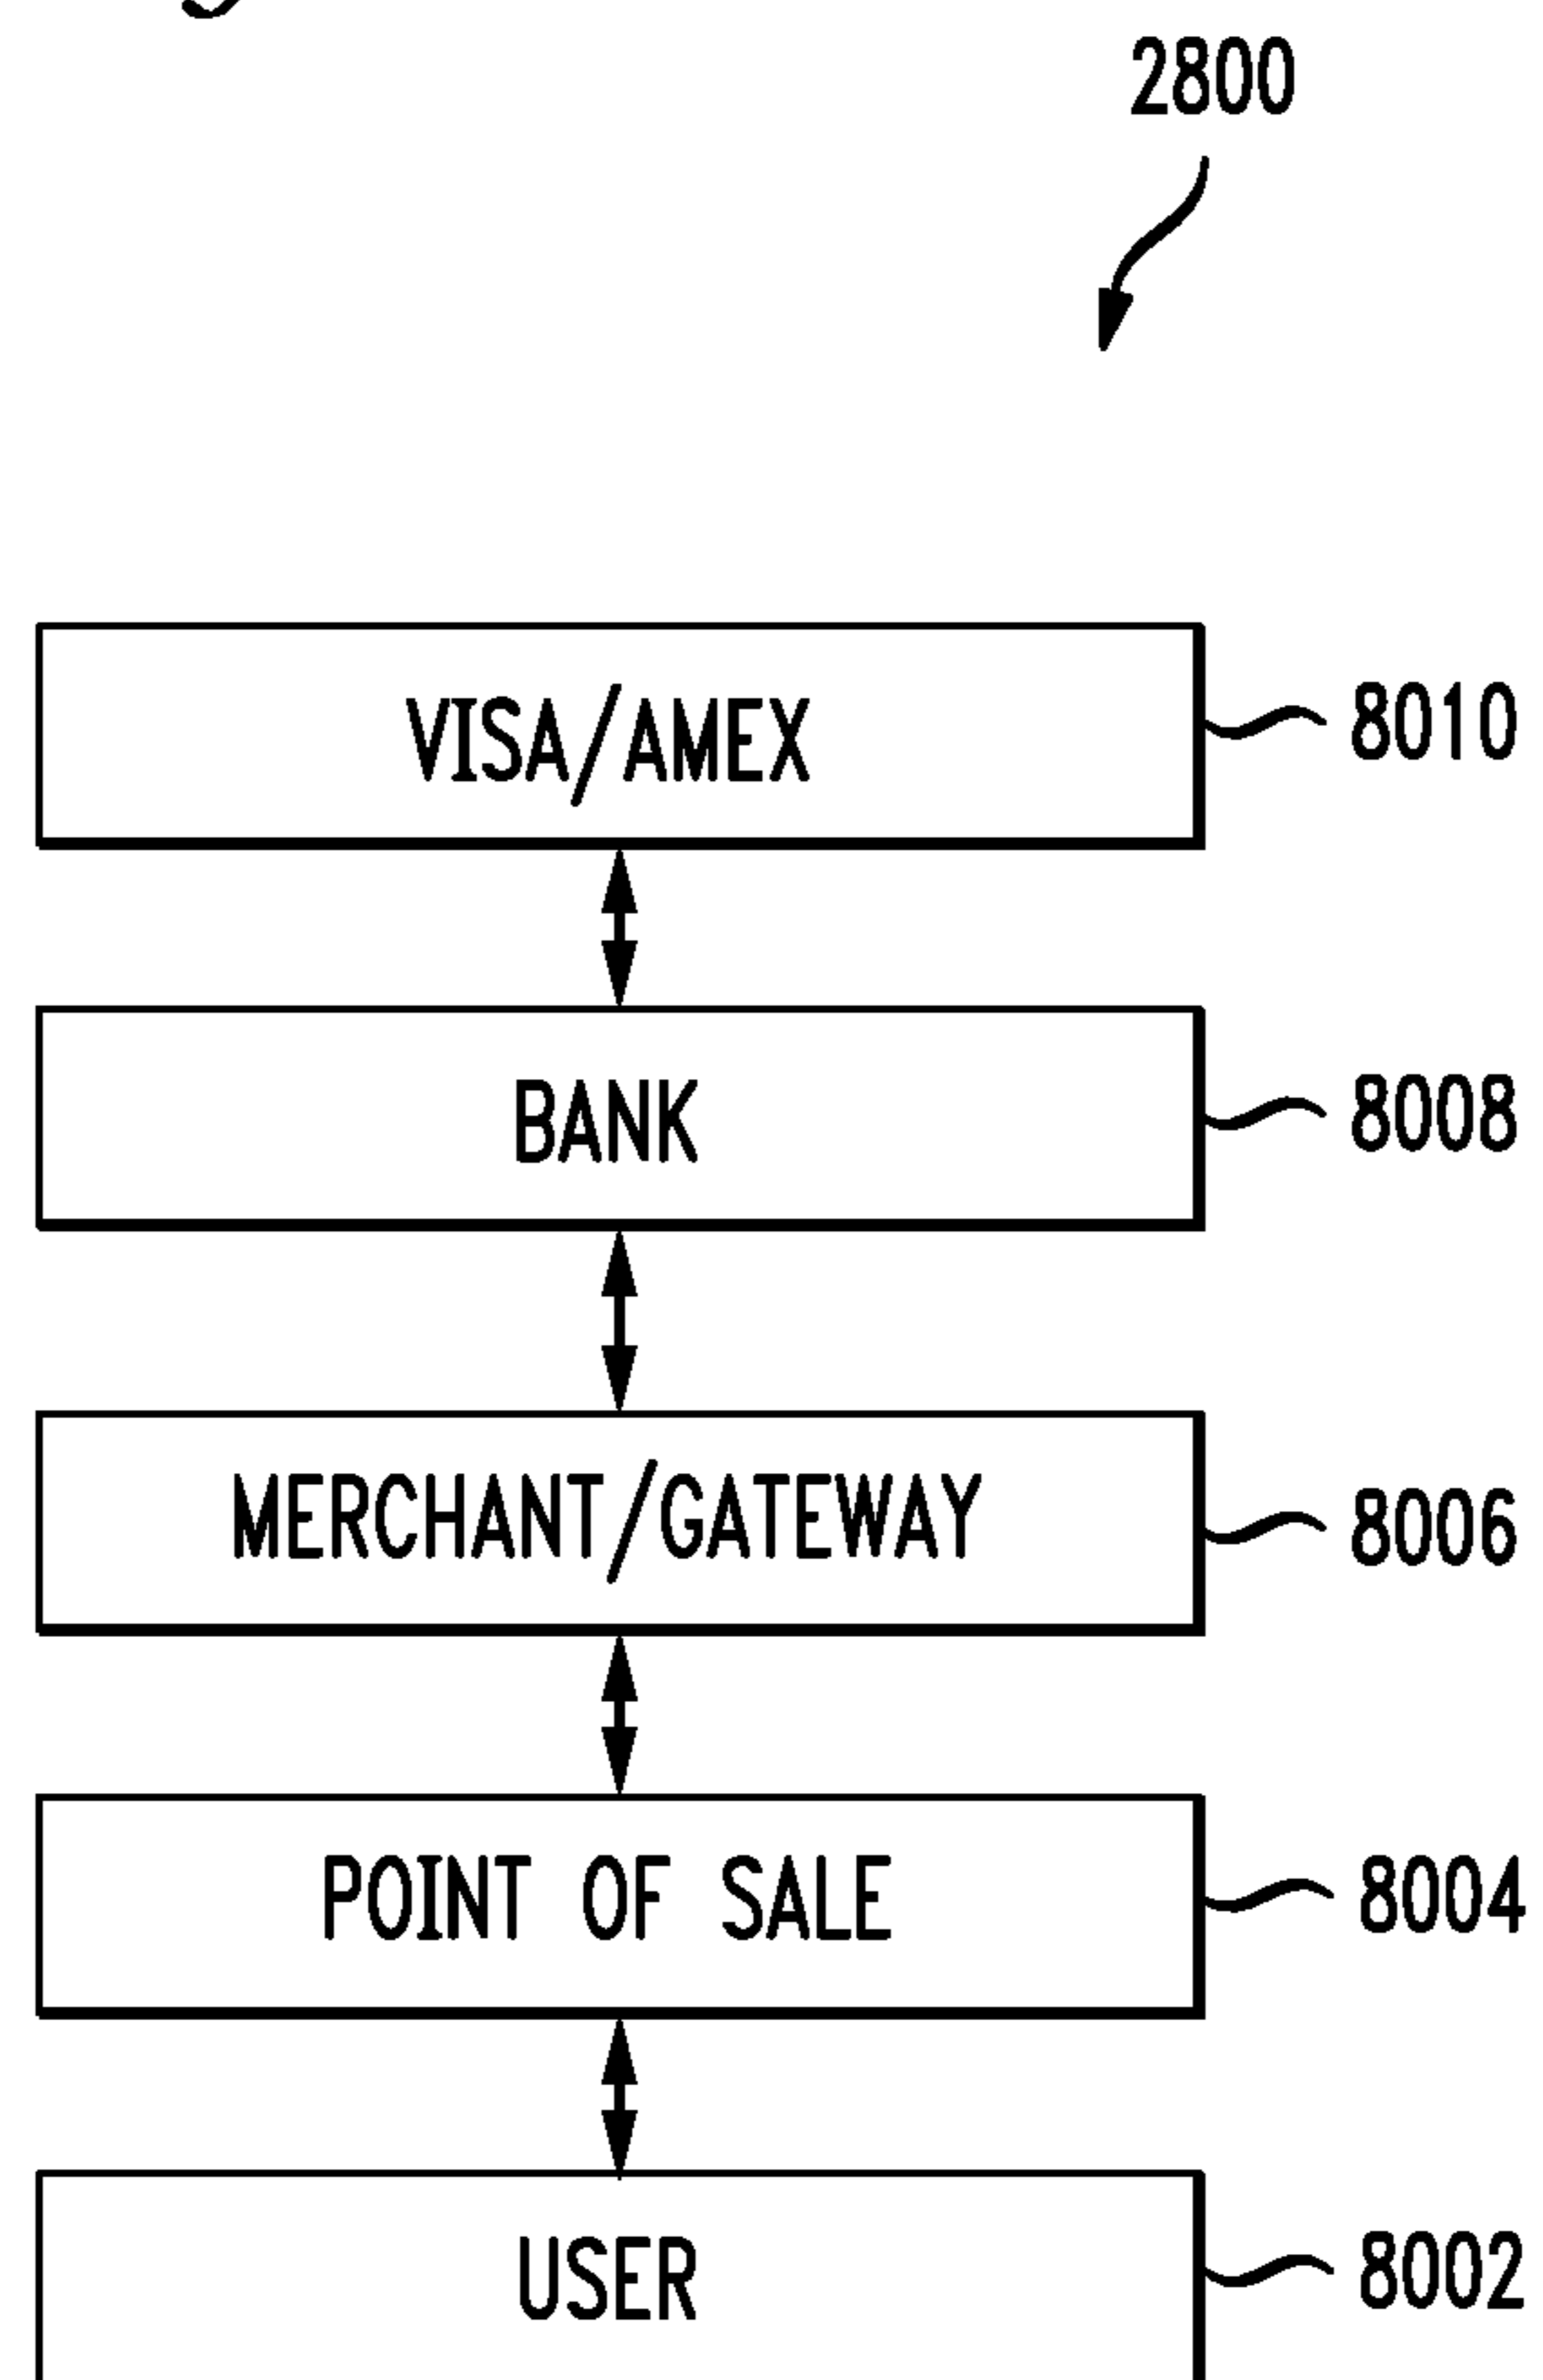 2800
VISA/AMEX
8010
BANK
8008
MERCHANT/GATEWAY
8006
POINT OF SALE
8004
USER
8002